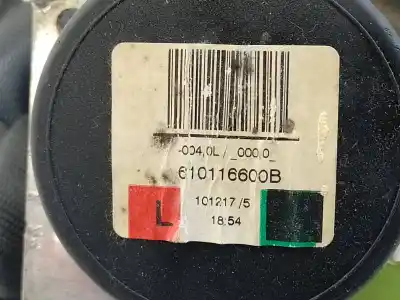 -004,0L / _000,0_
610116600B
L
101217 /5
18:54